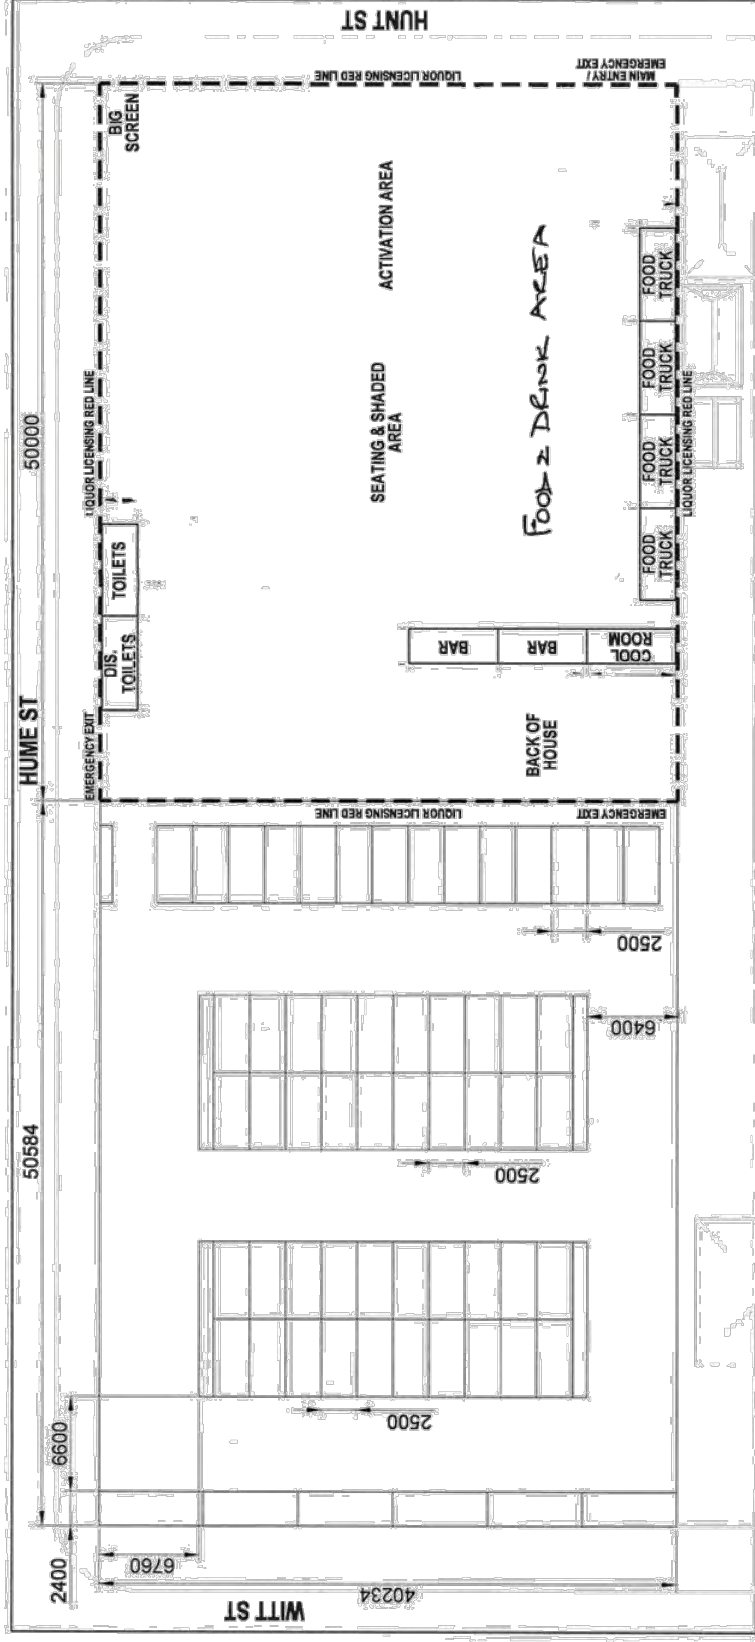 HUNT ST
MAIN ENTRY /
EMERGENCY EXIT
LIQUOR LICENSING RED LINE
BIG
SCREEN
50000
ACTIVATION AREA
FOOD & DRINK AREA
SEATING & SHADED
AREA
LIQUOR LICENSING RED LINE
FOOD
TRUCK
FOOD
TRUCK
FOOD
TRUCK
FOOD
TRUCK
LIQUOR LICENSING RED LINE
TOILETS
DIS.
TOILETS
BAR
BAR
COOL
ROOM
HUME ST
EMERGENCY EXIT
BACK OF
HOUSE
LIQUOR LICENSING RED LINE
EMERGENCY EXIT
2500
6400
50584
2500
2500
6600
2400
6760
40234
WITT ST